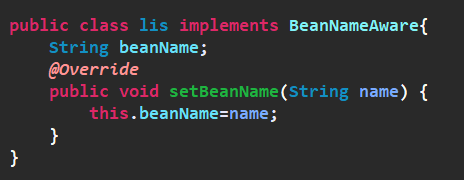 public class lis implements BeanNameAware{
String beanName;
@Override
public void setBeanName(String name) {
this.beanName=name;
}
}